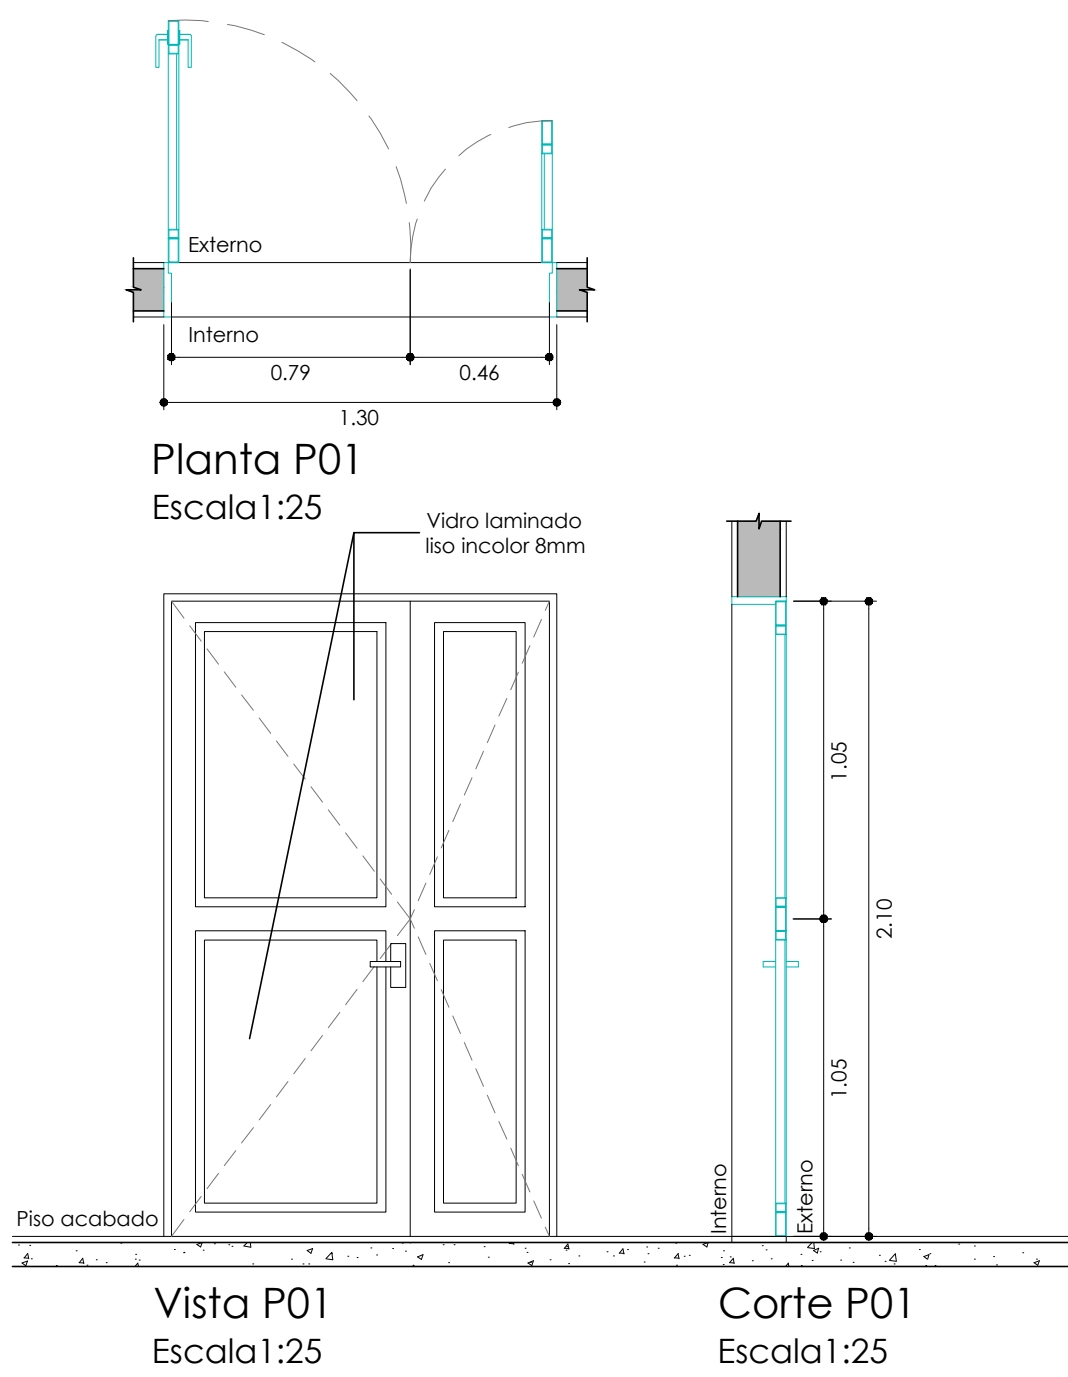 Externo
Interno
0.79
0.46
1.30
Planta P01
Escala1:25
Vidro laminado
liso incolor 8mm
1.05
2.10
1.05
Interno
Externo
Piso acabado
Vista P01
Escala1:25
Corte P01
Escala1:25